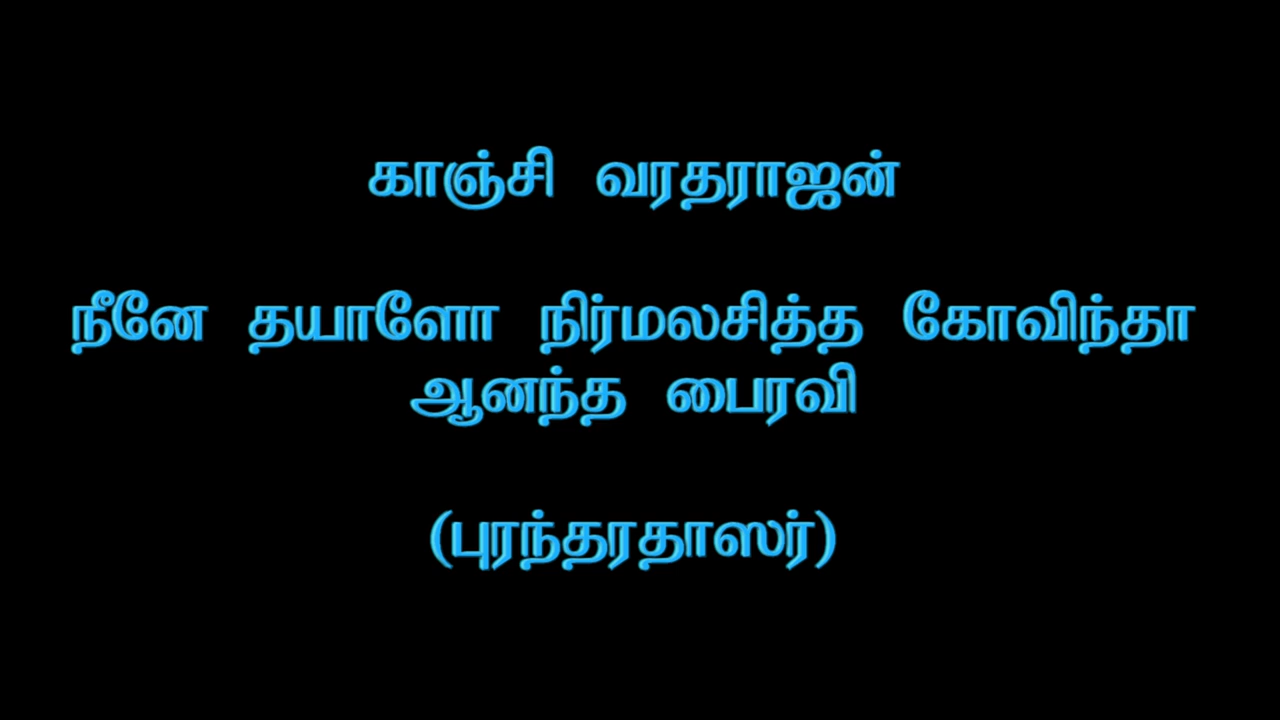 காஞ்சி வரதராஜன்
நீனே தயாளோ நிர்மலசித்த கோவிந்தா
ஆனந்த பைரவி
(புரந்தரதாஸர்)